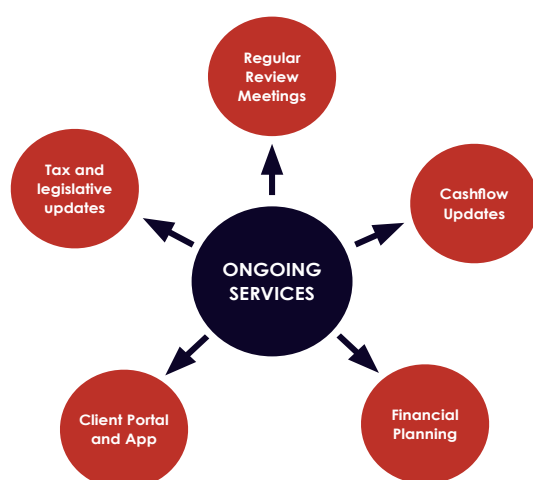 Regular
Review
Meetings
Tax and
legislative
updates
Cashflow
Updates
ONGOING
SERVICES
Client Portal
and App
Financial
Planning